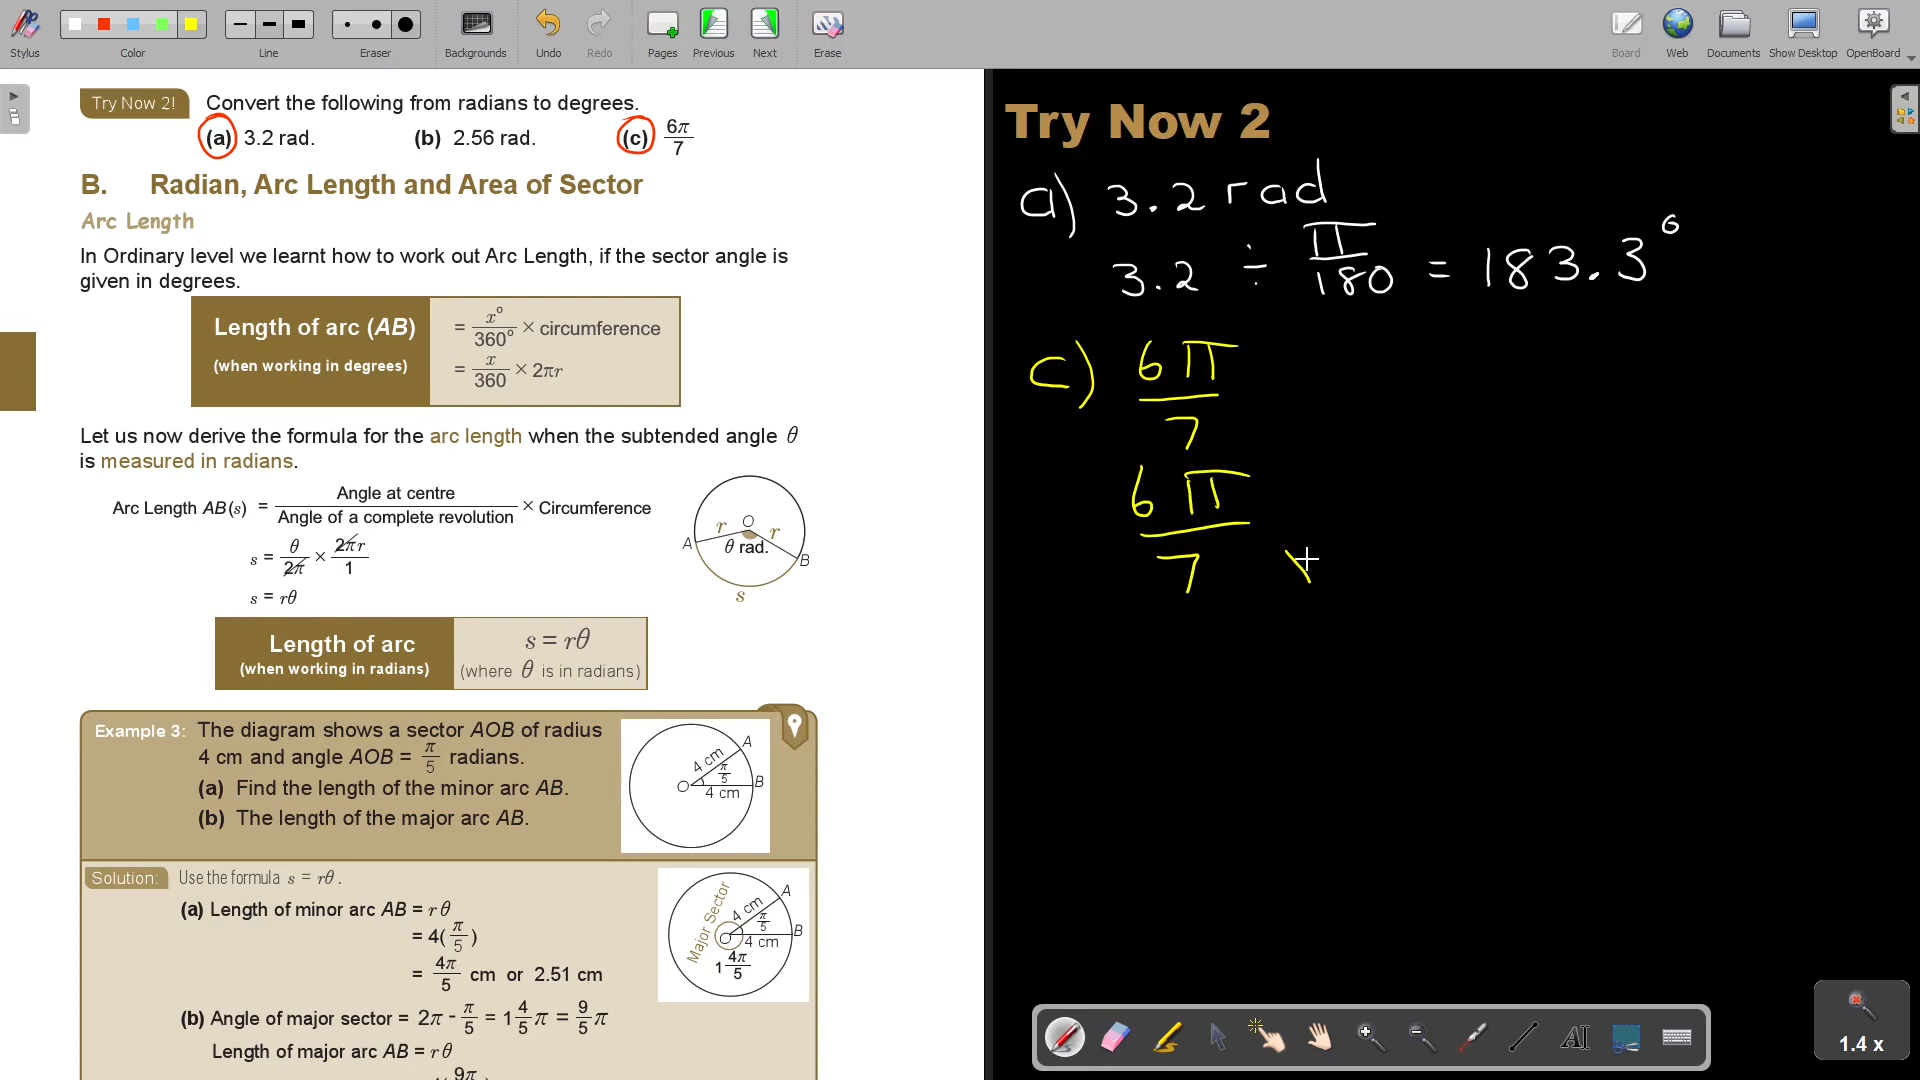 Stylus Color Line Eraser Backgrounds Undo Redo Pages Previous Next Erase Board Web Documents Show Desktop OpenBoard
Try Now 2! Convert the following from radians to degrees.
(a) 3.2 rad. (b) 2.56 rad. (c) 6π/7
B. Radian, Arc Length and Area of Sector
Arc Length
In Ordinary level we learnt how to work out Arc Length, if the sector angle is
given in degrees.
Length of arc (AB)
(when working in degrees)
= x°/360° × circumference
= x/360 × 2πr
Let us now derive the formula for the arc length when the subtended angle θ
is measured in radians.
Arc Length AB(s) = Angle at centre/Angle of a complete revolution × Circumference
s = θ/2π × 2πr/1
s = rθ
O
r r
A θ rad. B
s
Length of arc
(when working in radians)
s = rθ
(where θ is in radians)
Example 3: The diagram shows a sector AOB of radius
4 cm and angle AOB = π/5 radians.
(a) Find the length of the minor arc AB.
(b) The length of the major arc AB.
A
4 cm π/5
O 4 cm B
Solution: Use the formula s = rθ.
(a) Length of minor arc AB = rθ
= 4(π/5)
= 4π/5 cm or 2.51 cm
(b) Angle of major sector = 2π - π/5 = 1 4/5 π = 9/5 π
Length of major arc AB = rθ
9π
Major Sector
A
4 cm π/5
O 4 cm B
1 4π/5
Try Now 2
a) 3.2 rad
3.2 ÷ π/180 = 183.3°
c) 6π/7
6π/7
1.4 x